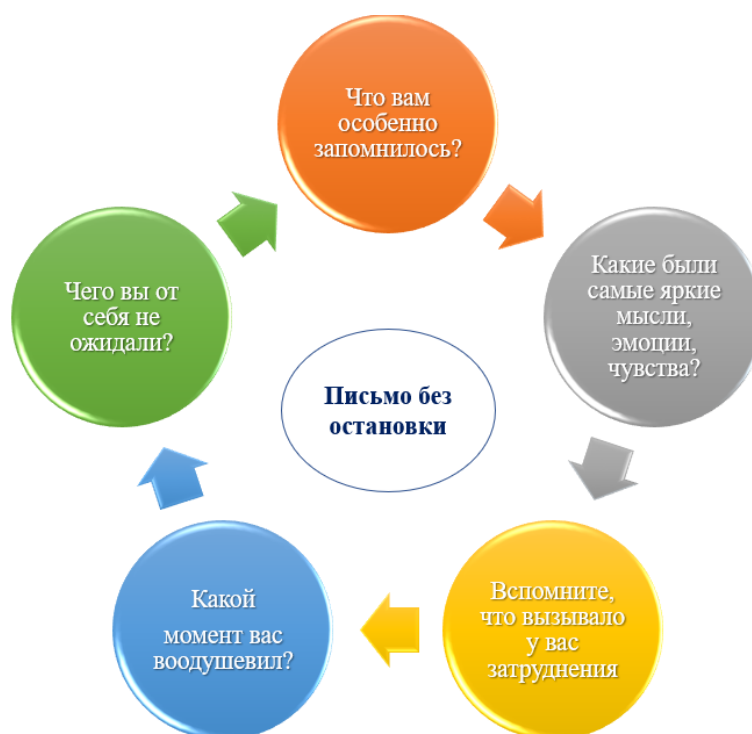 Что вам
особенно
запомнилось?
Какие были
самые яркие
мысли,
эмоции,
чувства?
Вспомните,
что вызывало
у вас
затруднения
Какой
момент вас
воодушевил?
Чего вы от
себя не
ожидали?
Письмо без
остановки